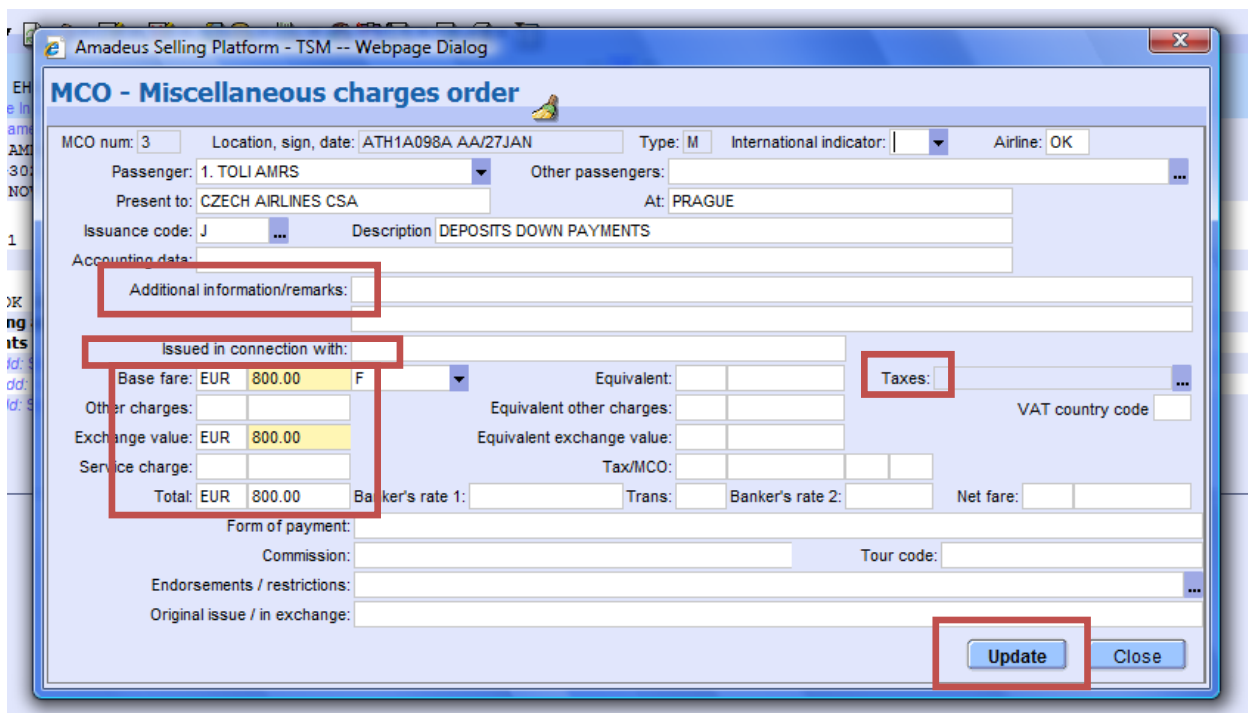 Amadeus Selling Platform - TSM -- Webpage Dialog
X
MCO - Miscellaneous charges order
MCO num: 3 Location, sign, date: ATH1A098A AA/27JAN Type: M International indicator: Airline: OK
Passenger: 1. TOLI AMRS Other passengers: ...
Present to: CZECH AIRLINES CSA At: PRAGUE
Issuance code: J ... Description DEPOSITS DOWN PAYMENTS
Accounting data:
Additional information/remarks:
Issued in connection with:
Base fare: EUR 800.00 F Equivalent: Taxes: ...
Other charges: Equivalent other charges: VAT country code
Exchange value: EUR 800.00 Equivalent exchange value:
Service charge: Tax/MCO:
Total: EUR 800.00 Banker's rate 1: Trans: Banker's rate 2: Net fare:
Form of payment:
Commission: Tour code:
Endorsements / restrictions: ...
Original issue / in exchange:
Update Close